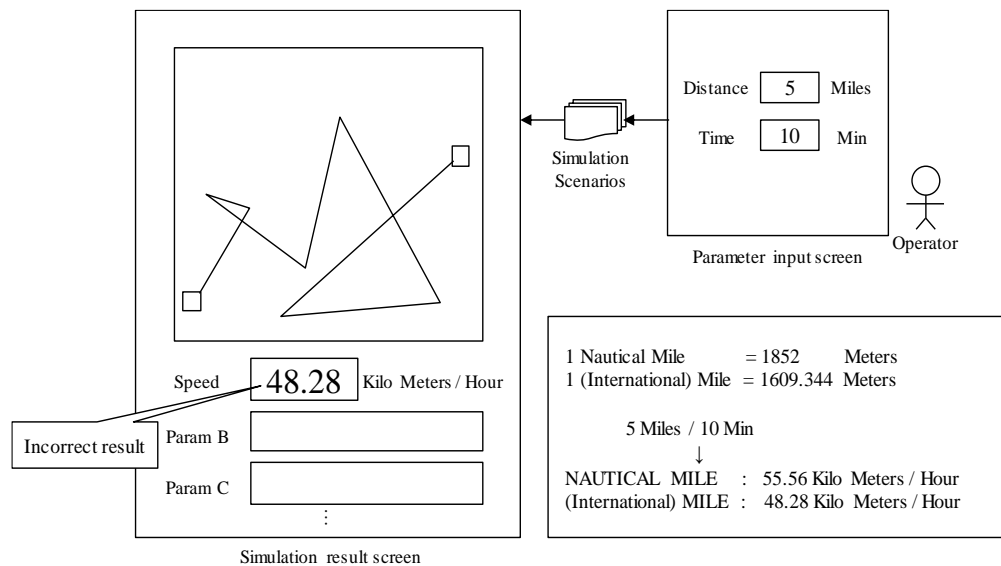 Distance 5 Miles
Time 10 Min
Simulation
Scenarios
Operator
Parameter input screen
Speed 48.28 Kilo Meters / Hour
Incorrect result
Param B
Param C
⋮
Simulation result screen
1 Nautical Mile = 1852 Meters
1 (International) Mile = 1609.344 Meters
5 Miles / 10 Min
↓
NAUTICAL MILE : 55.56 Kilo Meters / Hour
(International) MILE : 48.28 Kilo Meters / Hour